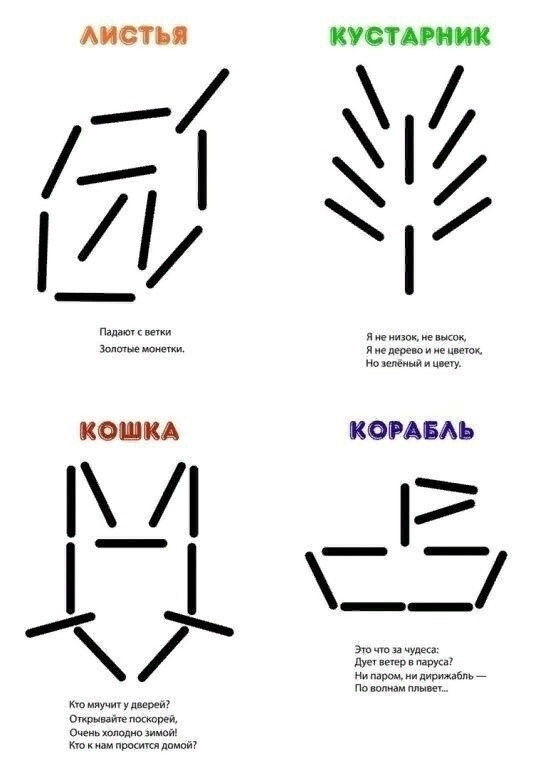 ЛИСТЬЯ
КУСТАРНИК
Падают с ветки
Золотые монетки.
Я не низок, не высок,
Я не дерево и не цветок,
Но зелёный и цвету.
КОШКА
КОРАБЛЬ
Кто мяучит у дверей?
Открывайте поскорей,
Очень холодно зимой!
Кто к нам просится домой?
Это что за чудеса:
Дует ветер в паруса?
Ни паром, ни дирижабль —
По волнам плывет...